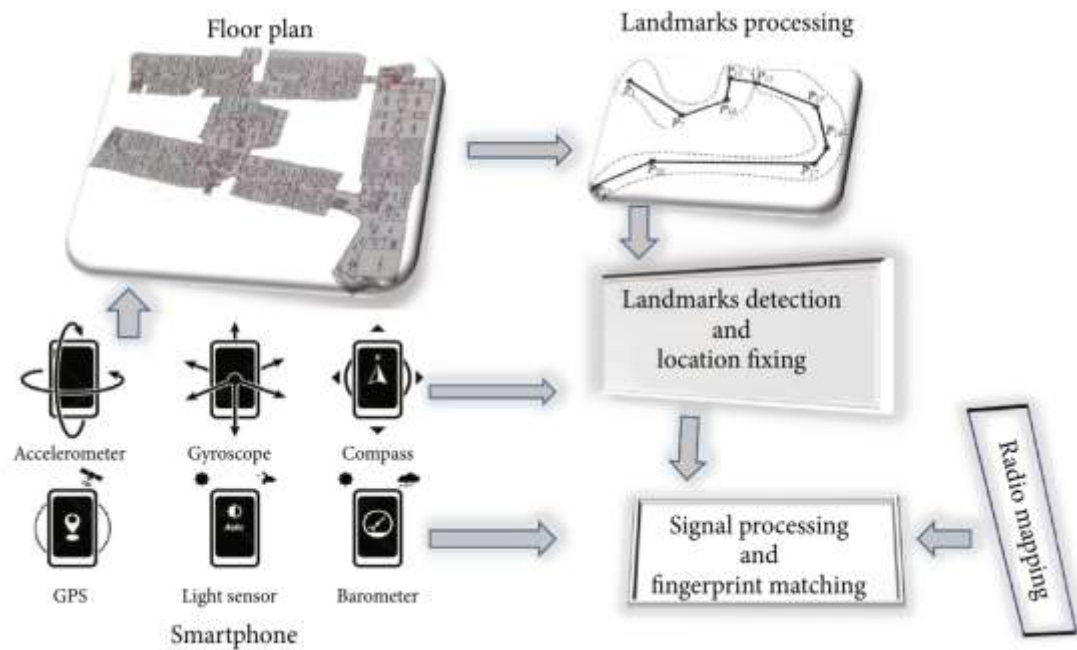 Floor plan
Landmarks processing
Landmarks detection
and
location fixing
Accelerometer
Gyroscope
Compass
Radio mapping
Auto
Signal processing
and
fingerprint matching
GPS
Light sensor
Barometer
Smartphone